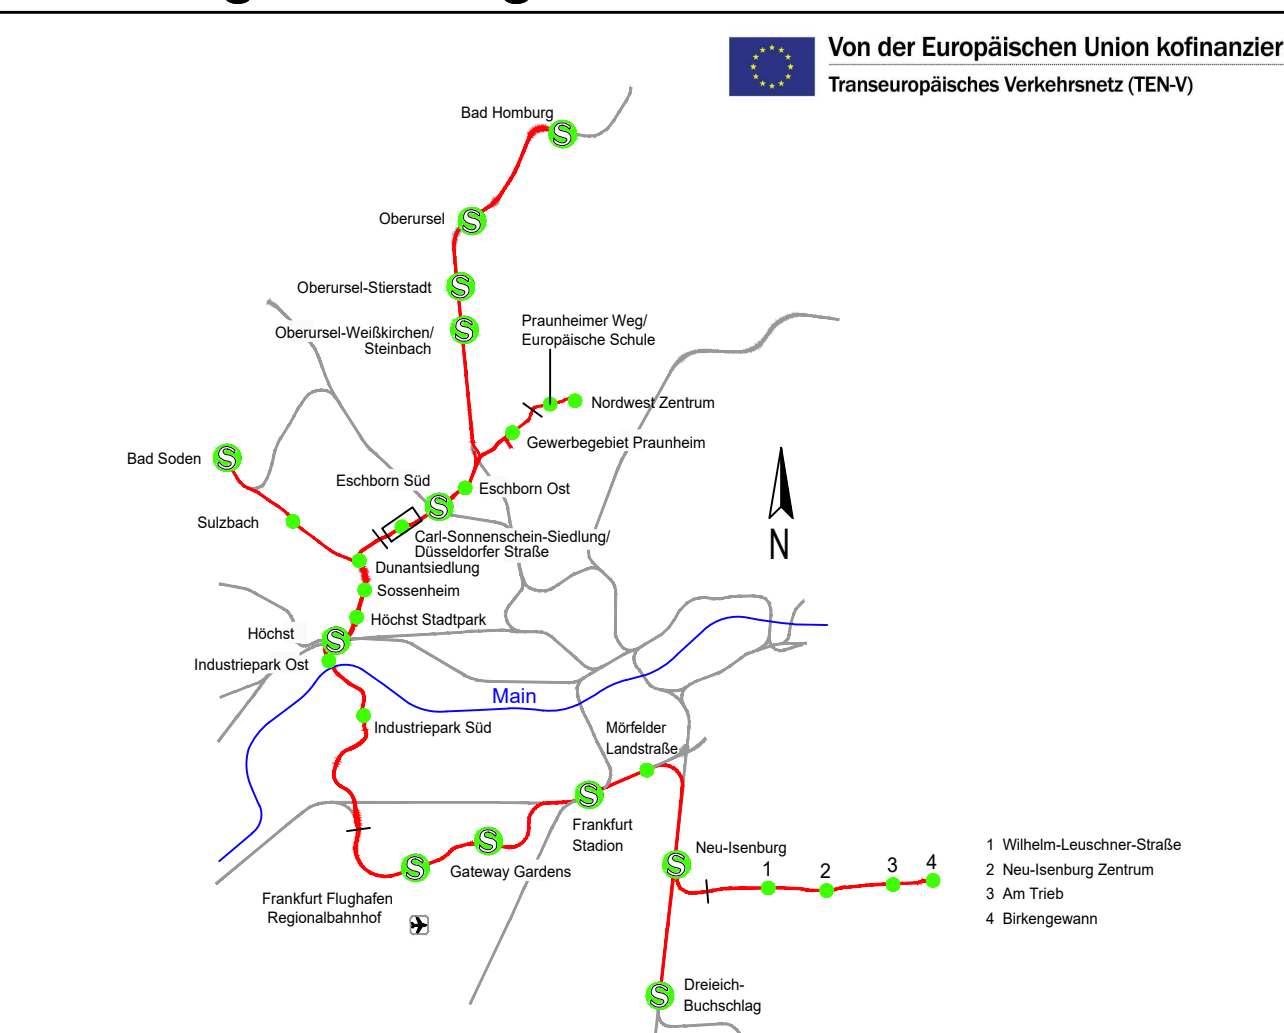 Von der Europäischen Union kofinanzier
Transeuropäisches Verkehrsnetz (TEN-V)
Bad Homburg
S
Oberursel
S
Oberursel-Stierstadt
S
Oberursel-Weißkirchen/
Steinbach
S
Praunheimer Weg/
Europäische Schule
Nordwest Zentrum
Gewerbegebiet Praunheim
Bad Soden
S
Eschborn Süd
S
Eschborn Ost
Sulzbach
Carl-Sonnenschein-Siedlung/
Düsseldorfer Straße
N
Dunantsiedlung
Sossenheim
Höchst Stadtpark
Höchst
S
Industriepark Ost
Main
Industriepark Süd
Mörfelder
Landstraße
S
Frankfurt
Stadion
S
Gateway Gardens
S
Frankfurt Flughafen
Regionalbahnhof
Neu-Isenburg
S
1
2
3
4
1 Wilhelm-Leuschner-Straße
2 Neu-Isenburg Zentrum
3 Am Trieb
4 Birkengewann
Dreieich-
Buchschlag
S